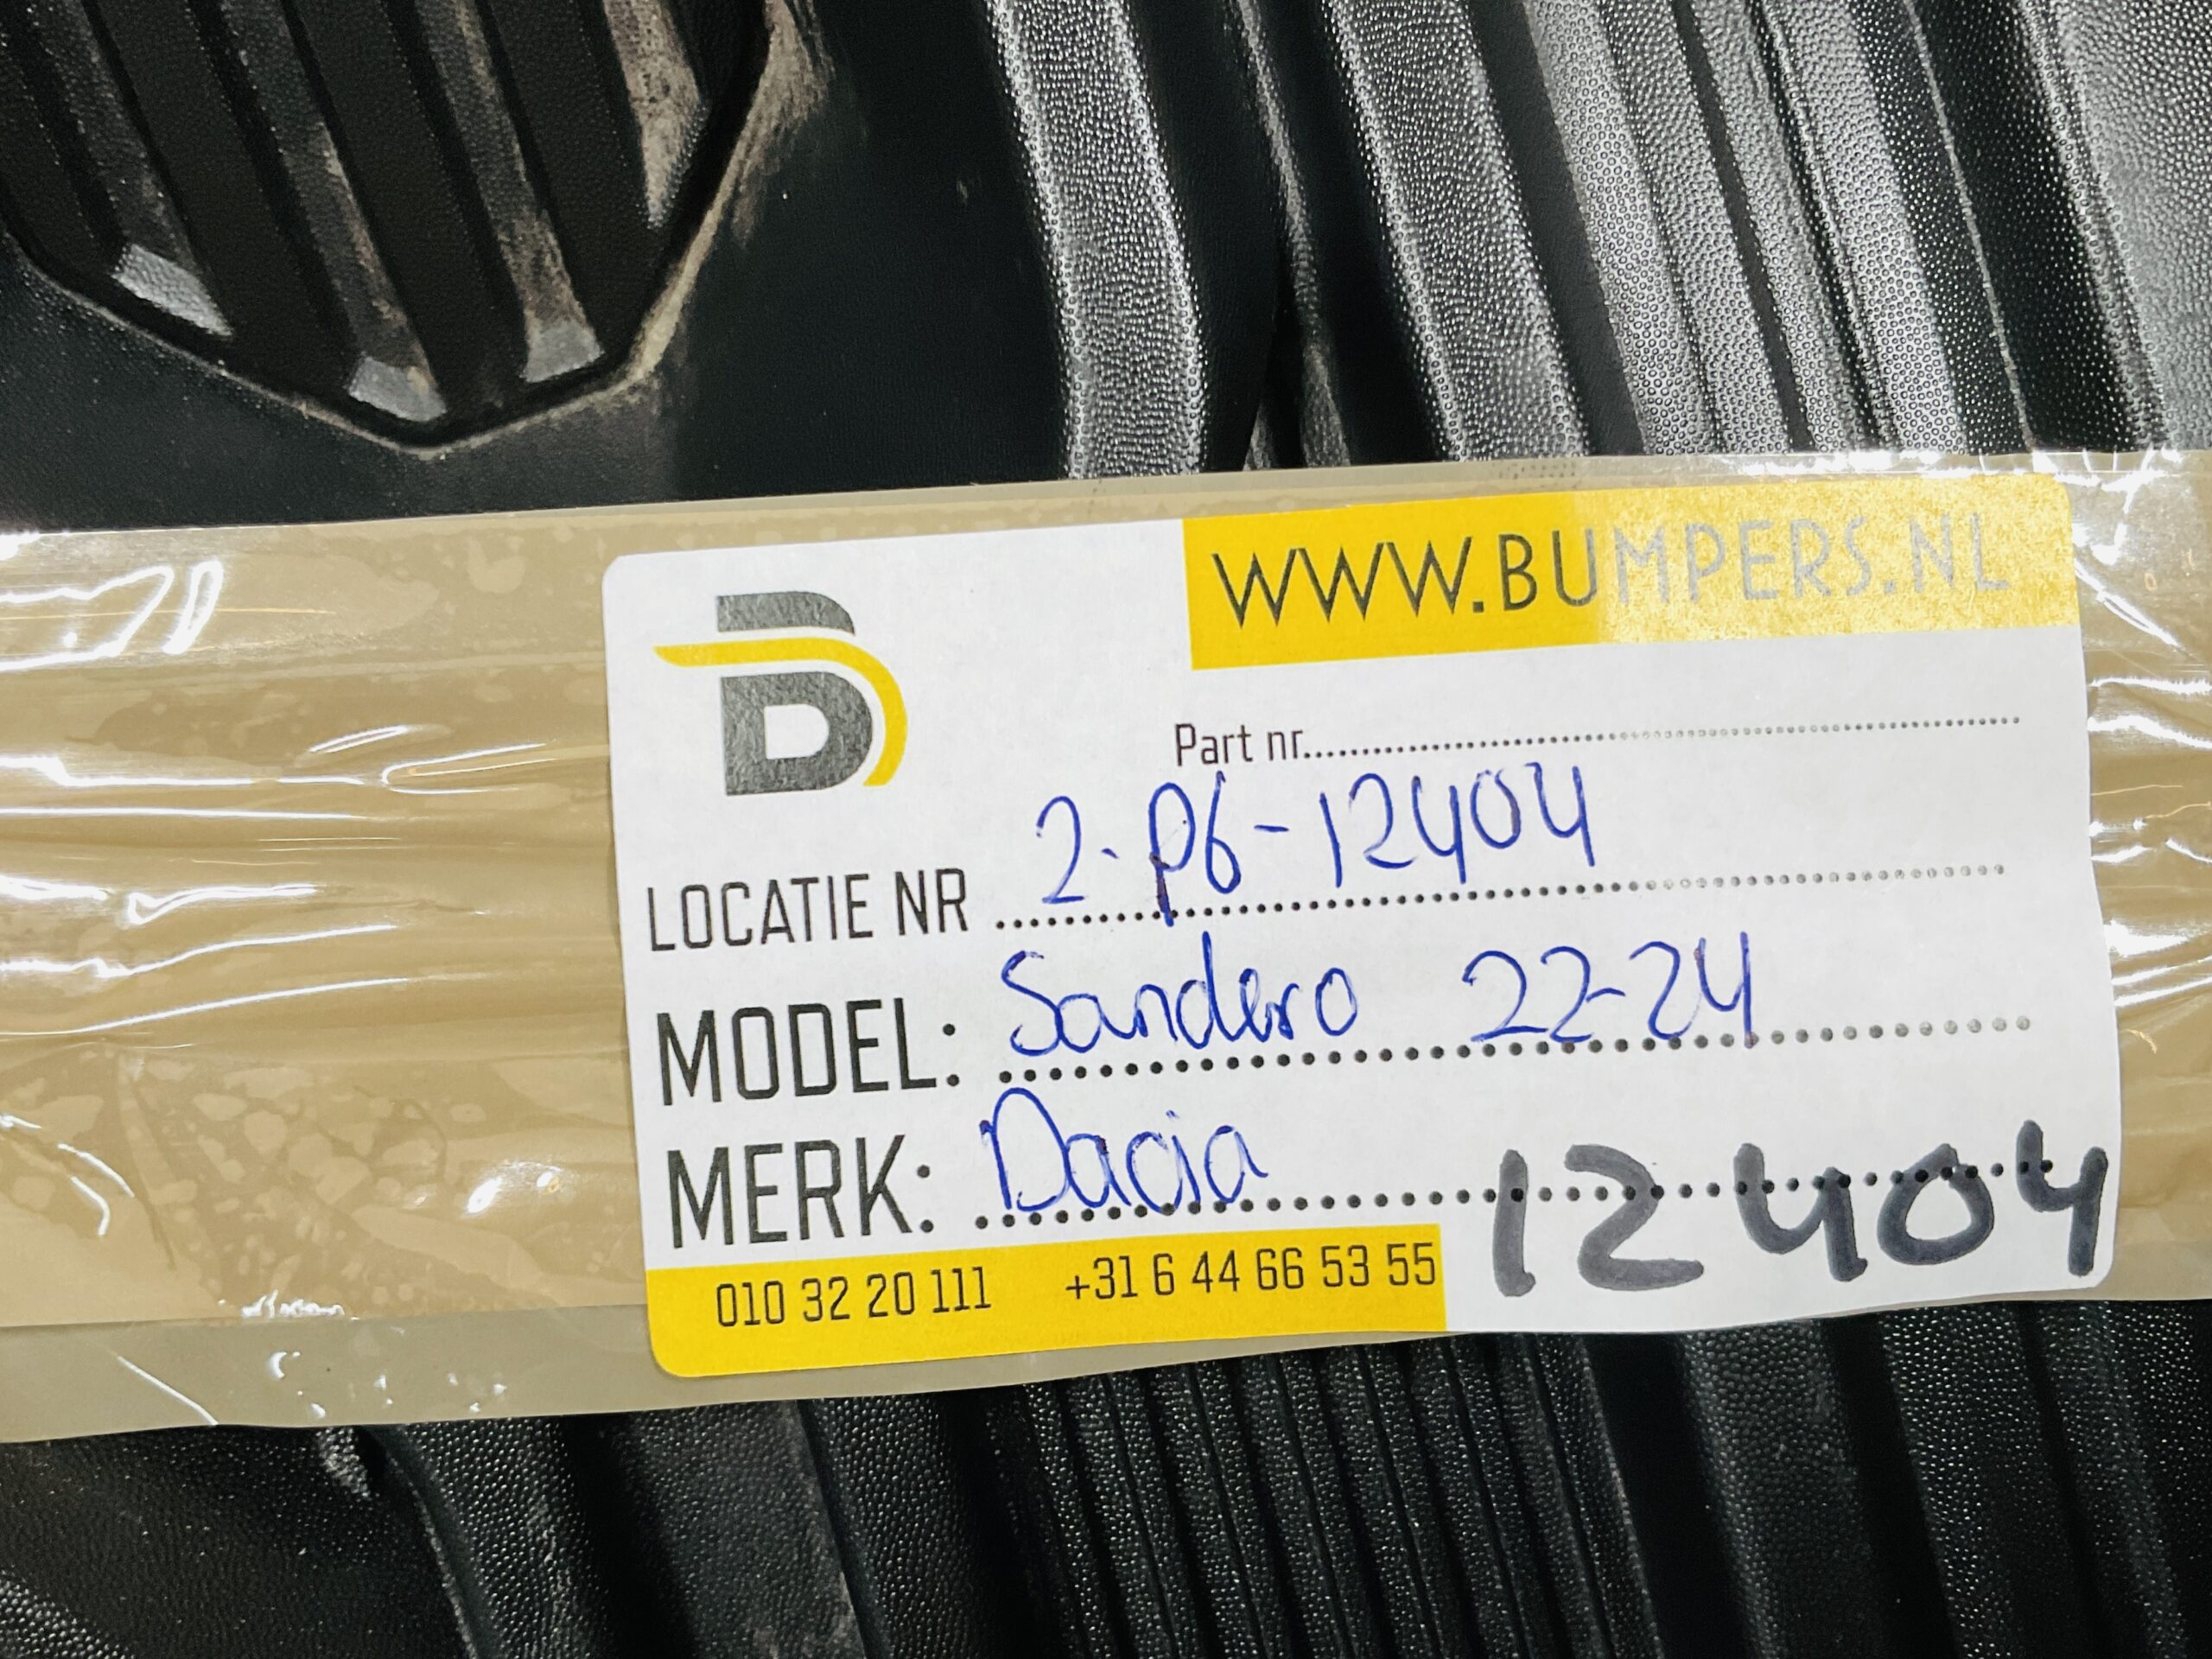 WWW.BUMPERS.NL
Part nr......................................................
LOCATIE NR 2-P6-12404
MODEL: Sandero 22-24
MERK: Dacia
12404
010 32 20 111 +31 6 44 66 53 55